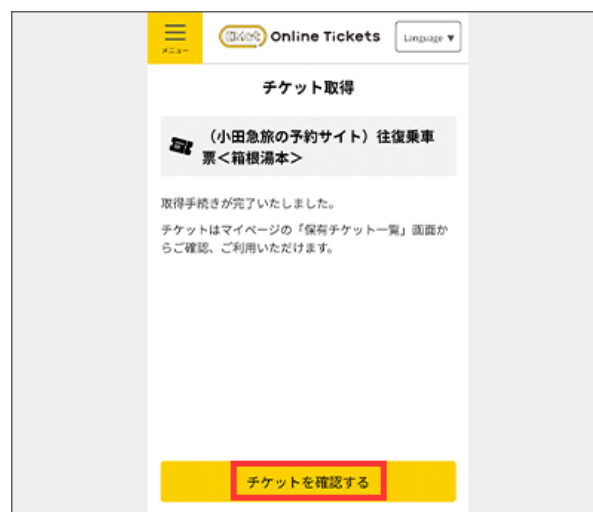 メニュー
EMot Online Tickets
Language ▼
チケット取得
（小田急旅の予約サイト）往復乗車
票＜箱根湯本＞
取得手続きが完了いたしました。
チケットはマイページの「保有チケット一覧」画面か
らご確認、ご利用いただけます。
チケットを確認する